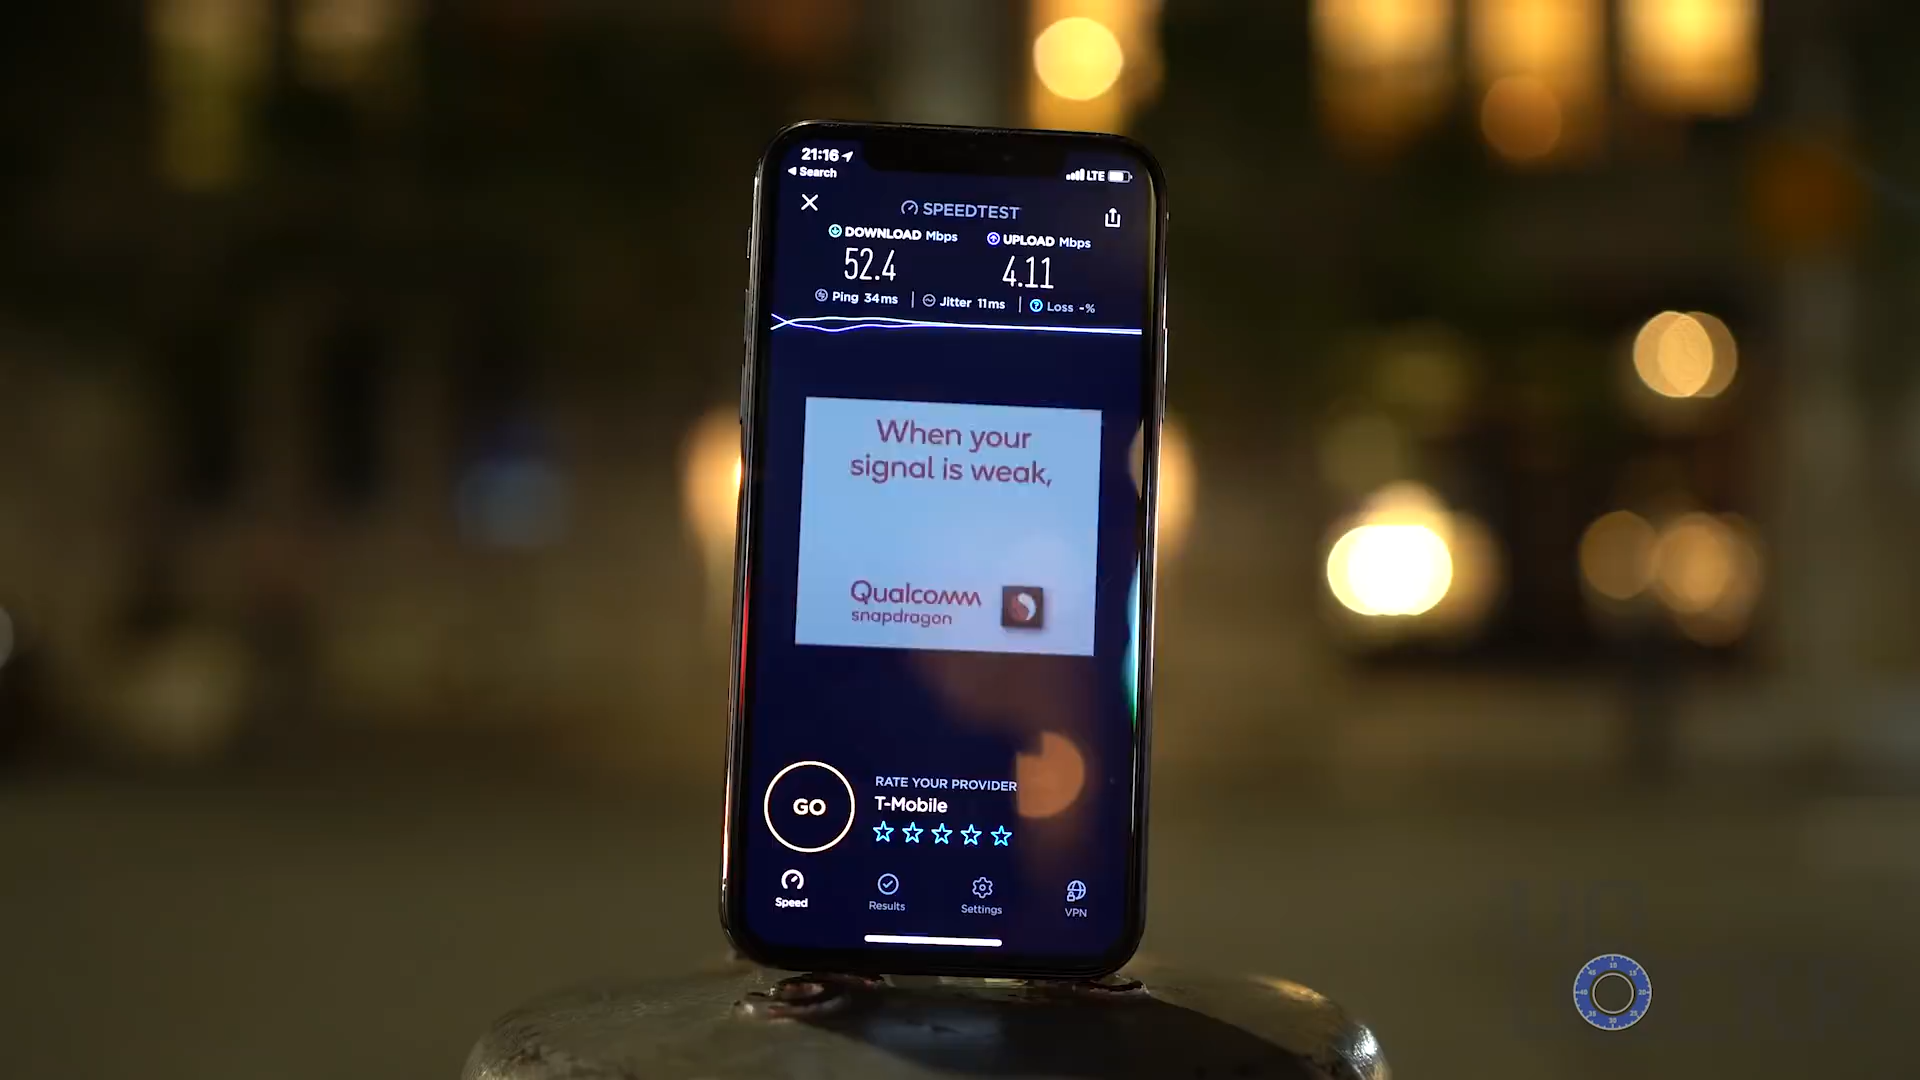 21:16
Search
LTE
SPEEDTEST
DOWNLOAD Mbps
UPLOAD Mbps
52.4
4.11
Ping 34ms
Jitter 11ms
Loss -%
When your
signal is weak,
Qualcomm
snapdragon
GO
RATE YOUR PROVIDER
T-Mobile
Speed
Results
Settings
VPN